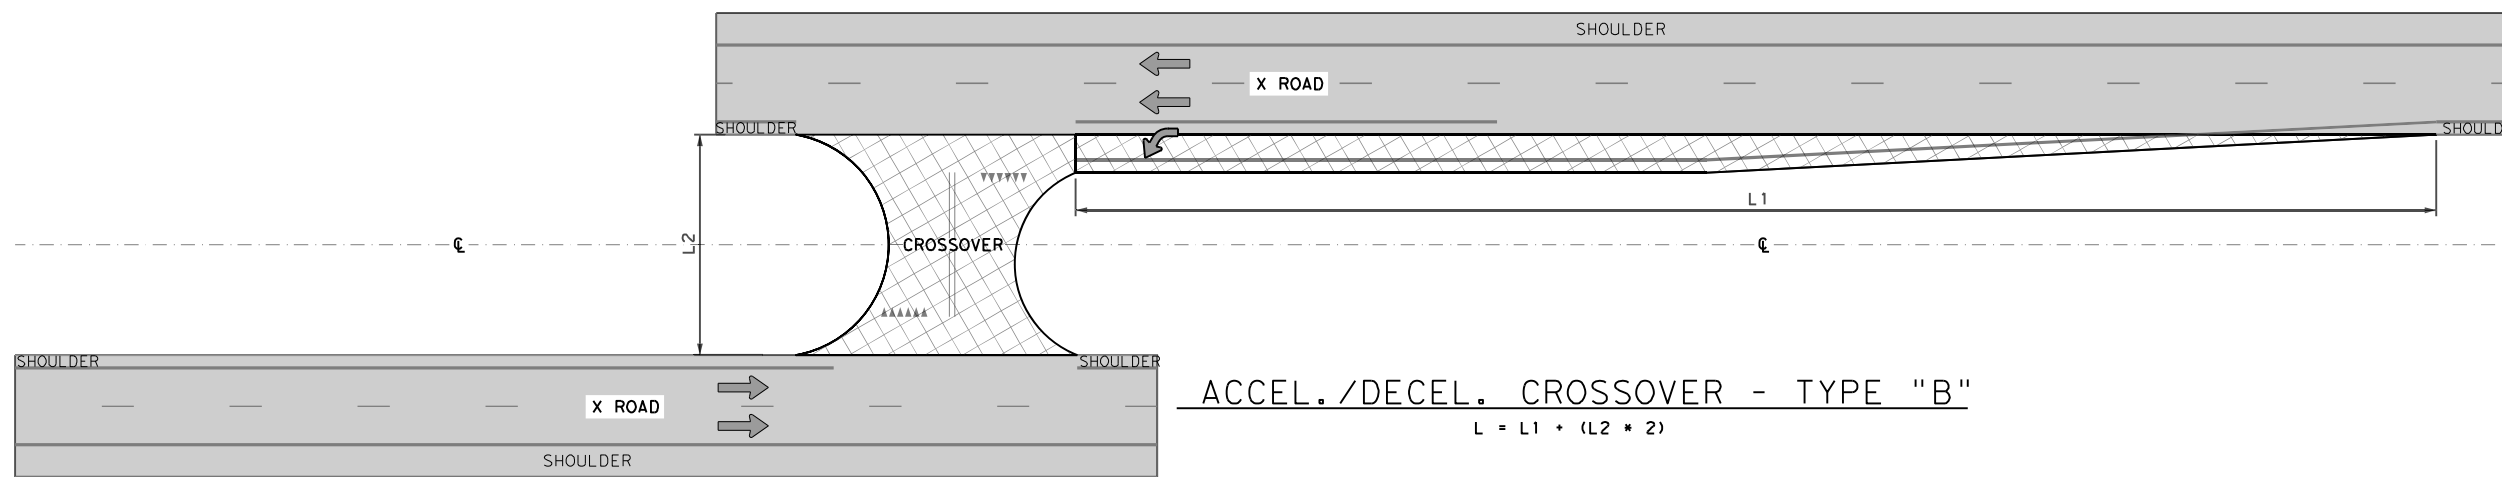 SHOULDER
X ROAD
SHOULDER
SHOULD
L1
L2
℄
CROSSOVER
℄
SHOULDER
SHOULDER
X ROAD
SHOULDER
ACCEL./DECEL. CROSSOVER - TYPE "B"
L = L1 + (L2 * 2)